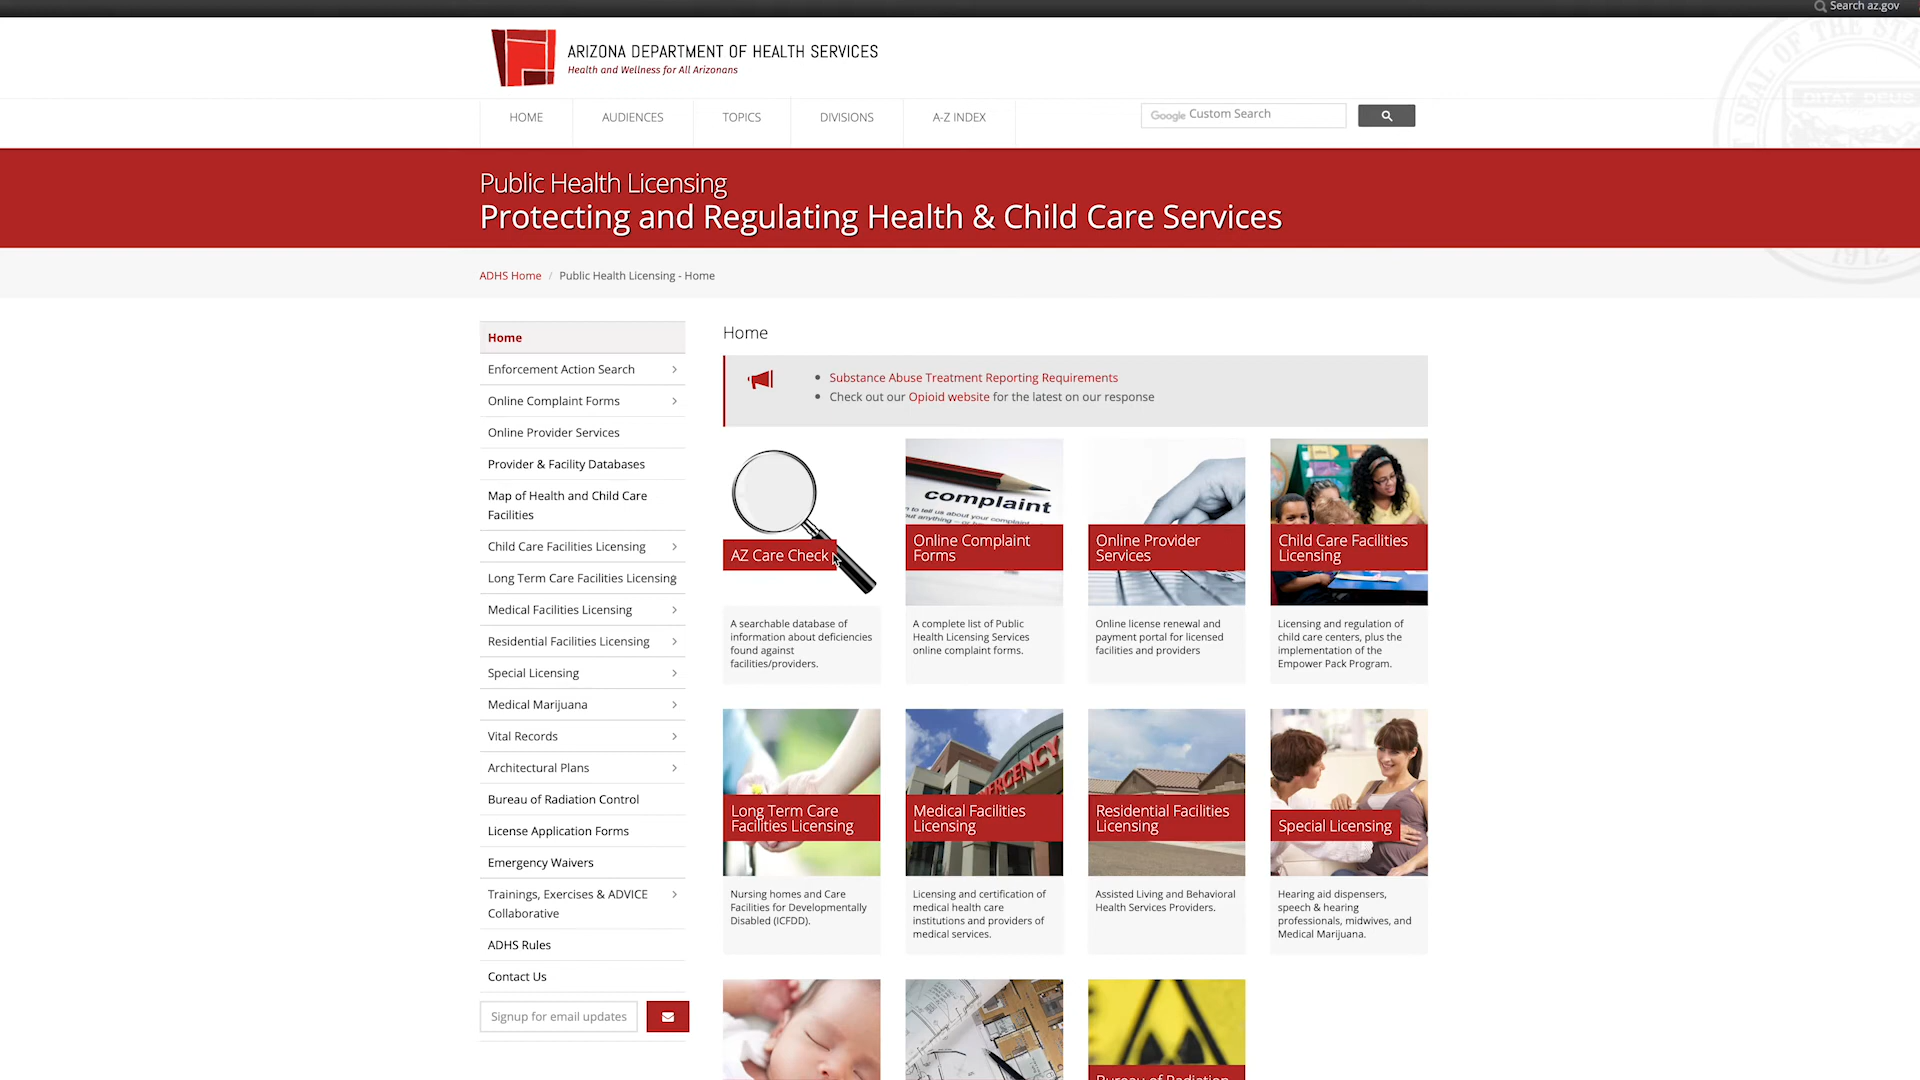 Search az.gov
ARIZONA DEPARTMENT OF HEALTH SERVICES
Health and Wellness for All Arizonans
HOME
AUDIENCES
TOPICS
DIVISIONS
A-Z INDEX
Google Custom Search
Public Health Licensing
Protecting and Regulating Health & Child Care Services
DITAT DEUS
1912
ADHS Home / Public Health Licensing - Home
Home
Enforcement Action Search
Online Complaint Forms
Online Provider Services
Provider & Facility Databases
Map of Health and Child Care
Facilities
Child Care Facilities Licensing
Long Term Care Facilities Licensing
Medical Facilities Licensing
Residential Facilities Licensing
Special Licensing
Medical Marijuana
Vital Records
Architectural Plans
Bureau of Radiation Control
License Application Forms
Emergency Waivers
Trainings, Exercises & ADVICE
Collaborative
ADHS Rules
Contact Us
Signup for email updates
Home
Substance Abuse Treatment Reporting Requirements
Check out our Opioid website for the latest on our response
AZ Care Check
A searchable database of
information about deficiencies
found against
facilities/providers.
complaint
Online Complaint
Forms
A complete list of Public
Health Licensing Services
online complaint forms.
Online Provider
Services
Online license renewal and
payment portal for licensed
facilities and providers
Child Care Facilities
Licensing
Licensing and regulation of
child care centers, plus the
implementation of the
Empower Pack Program.
Long Term Care
Facilities Licensing
Nursing homes and Care
Facilities for Developmentally
Disabled (ICFDD).
EMERGENCY
Medical Facilities
Licensing
Licensing and certification of
medical health care
institutions and providers of
medical services.
Residential Facilities
Licensing
Assisted Living and Behavioral
Health Services Providers.
Special Licensing
Hearing aid dispensers,
speech & hearing
professionals, midwives, and
Medical Marijuana.
Bureau of Radiation